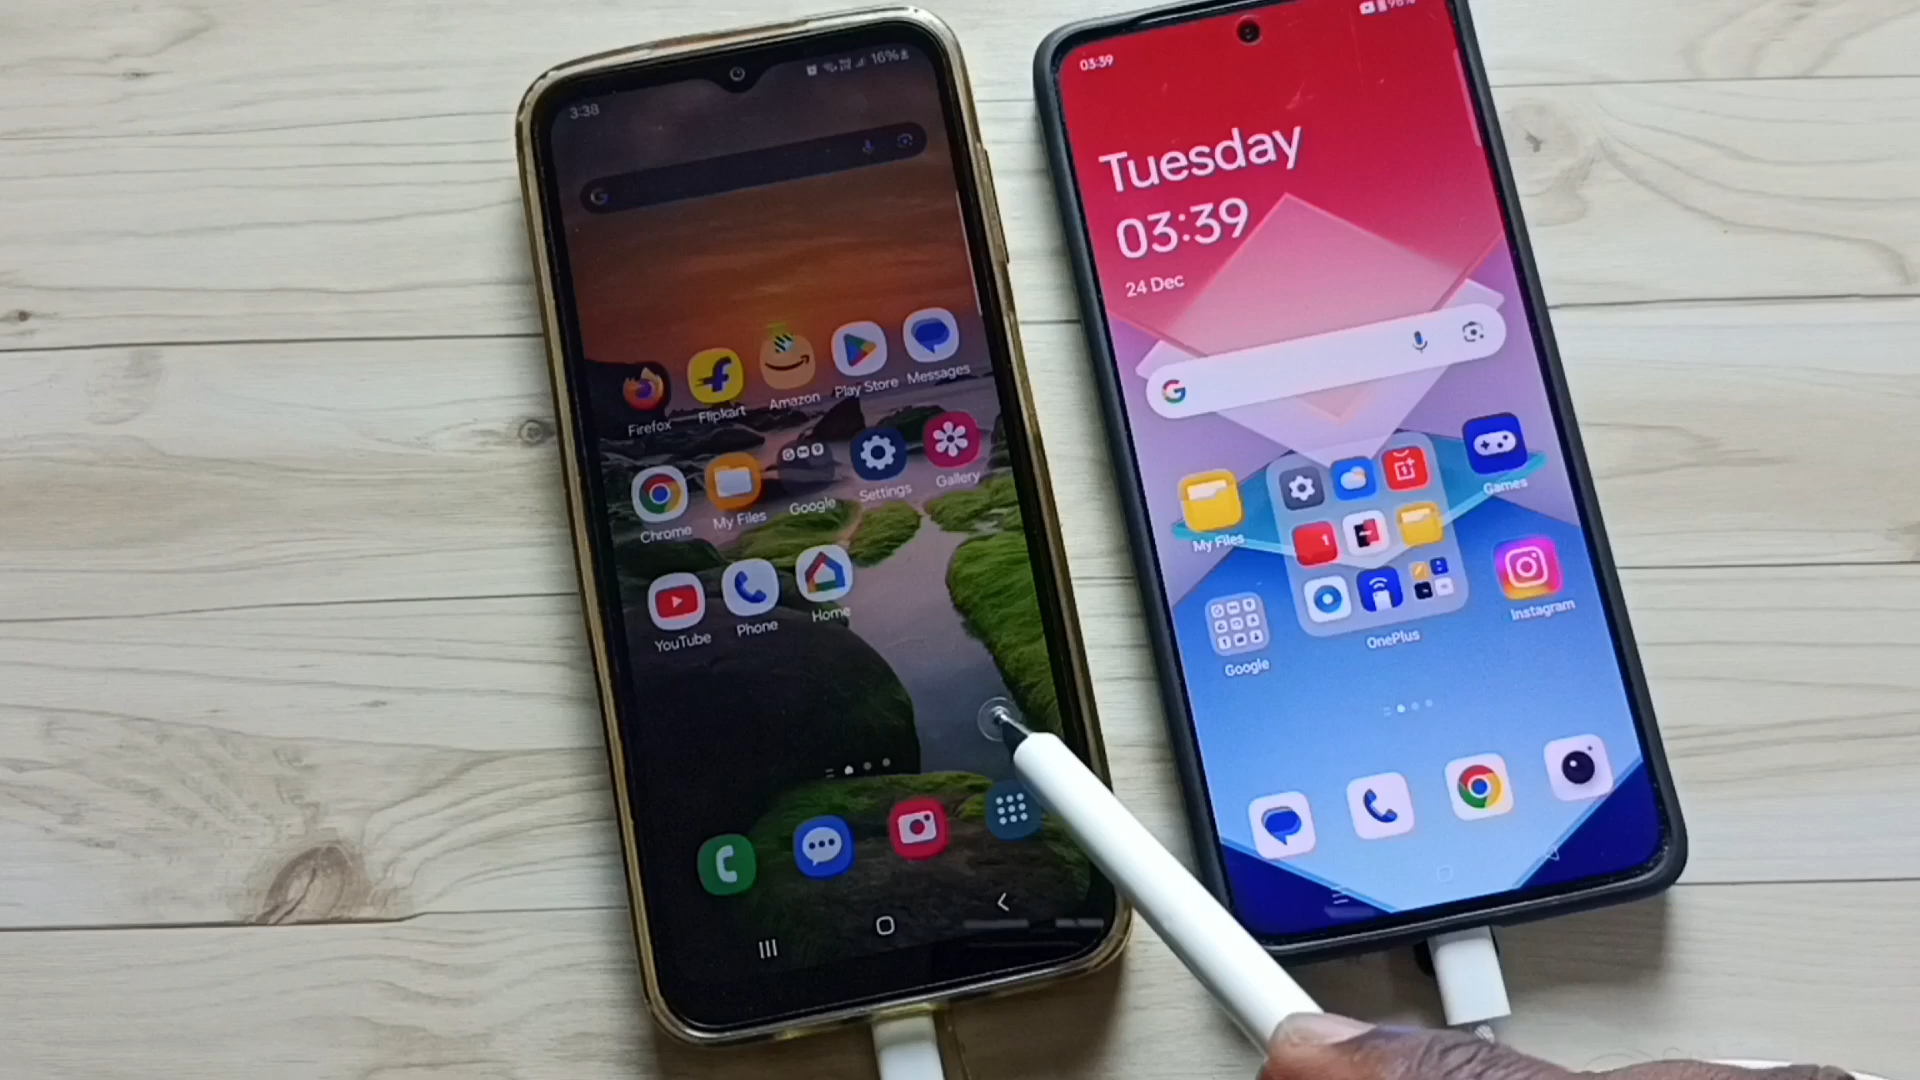 3:38
16%
Firefox
Flipkart
Amazon
Play Store
Messages
Chrome
My Files
Google
Settings
Gallery
YouTube
Phone
Home
03:39
Tuesday
03:39
24 Dec
My Files
Games
Google
OnePlus
Instagram